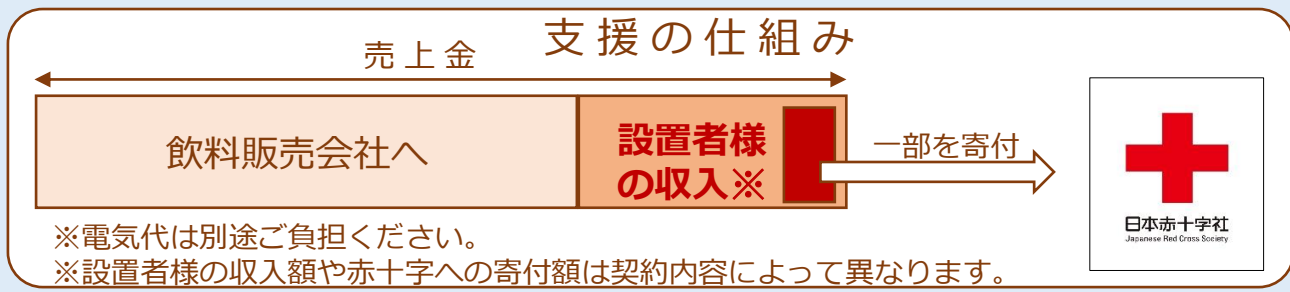 支援の仕組み
売上金
飲料販売会社へ
設置者様
の収入※
一部を寄付
日本赤十字社
Japanese Red Cross Society
※電気代は別途ご負担ください。
※設置者様の収入額や赤十字への寄付額は契約内容によって異なります。